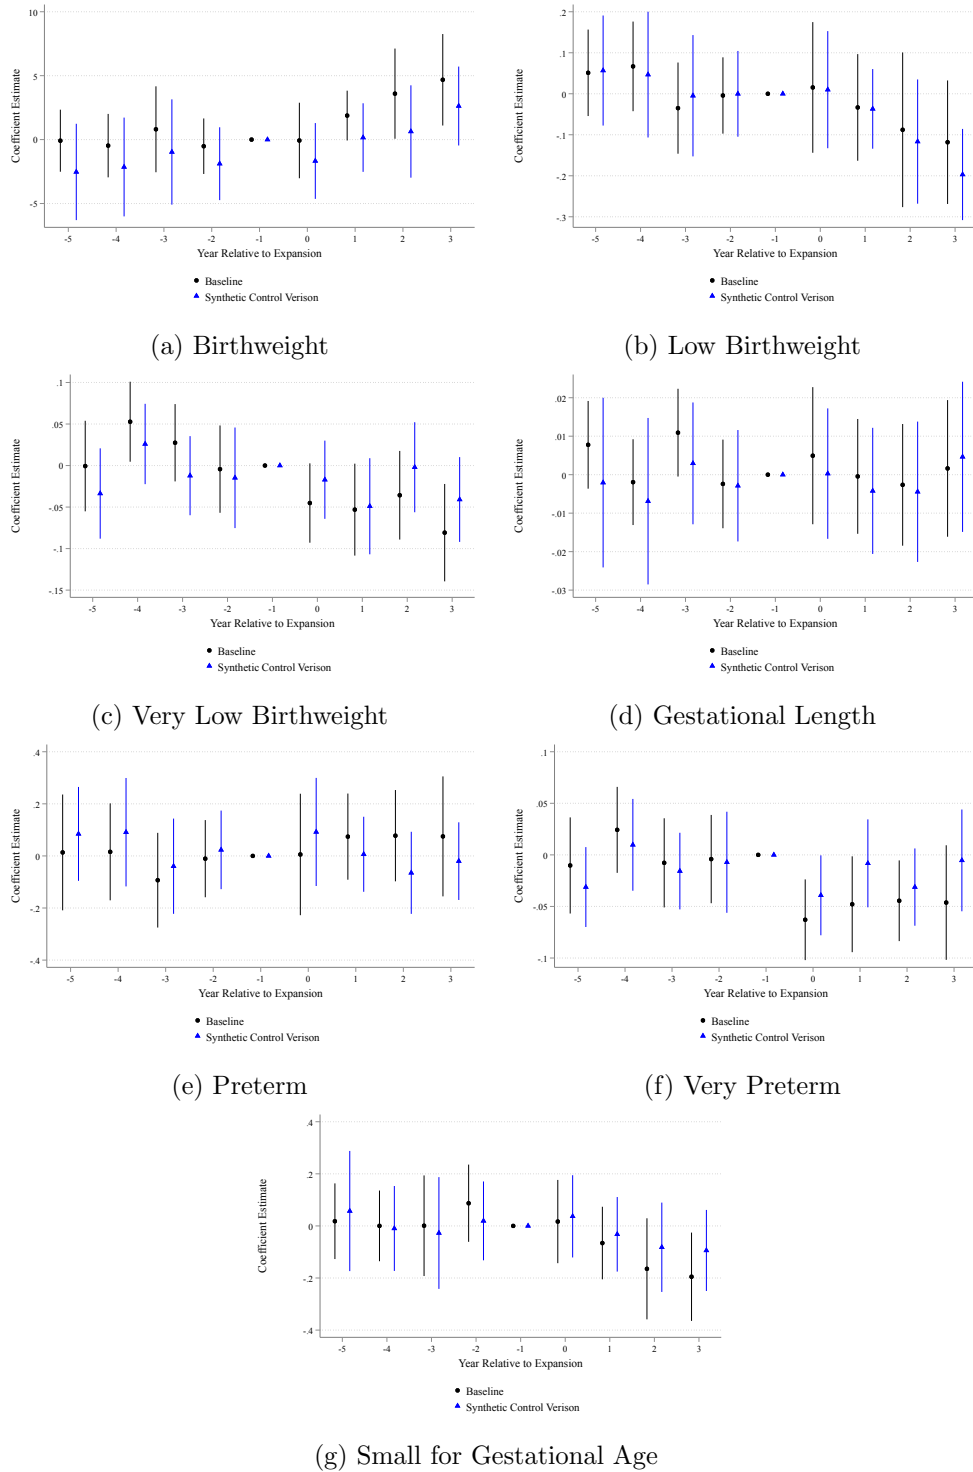 10
5
0
-5
Coefficient Estimate
-5 -4 -3 -2 -1 0 1 2 3
Year Relative to Expansion
Baseline
Synthetic Control Verison
(a) Birthweight
.2
.1
0
-.1
-.2
-.3
Coefficient Estimate
-5 -4 -3 -2 -1 0 1 2 3
Year Relative to Expansion
Baseline
Synthetic Control Verison
(b) Low Birthweight
.1
.05
0
-.05
-.1
-.15
Coefficient Estimate
-5 -4 -3 -2 -1 0 1 2 3
Year Relative to Expansion
Baseline
Synthetic Control Verison
(c) Very Low Birthweight
.02
.01
0
-.01
-.02
-.03
Coefficient Estimate
-5 -4 -3 -2 -1 0 1 2 3
Year Relative to Expansion
Baseline
Synthetic Control Verison
(d) Gestational Length
.4
.2
0
-.2
-.4
Coefficient Estimate
-5 -4 -3 -2 -1 0 1 2 3
Year Relative to Expansion
Baseline
Synthetic Control Verison
(e) Preterm
.1
.05
0
-.05
-.1
Coefficient Estimate
-5 -4 -3 -2 -1 0 1 2 3
Year Relative to Expansion
Baseline
Synthetic Control Verison
(f) Very Preterm
.4
.2
0
-.2
-.4
Coefficient Estimate
-5 -4 -3 -2 -1 0 1 2 3
Year Relative to Expansion
Baseline
Synthetic Control Verison
(g) Small for Gestational Age